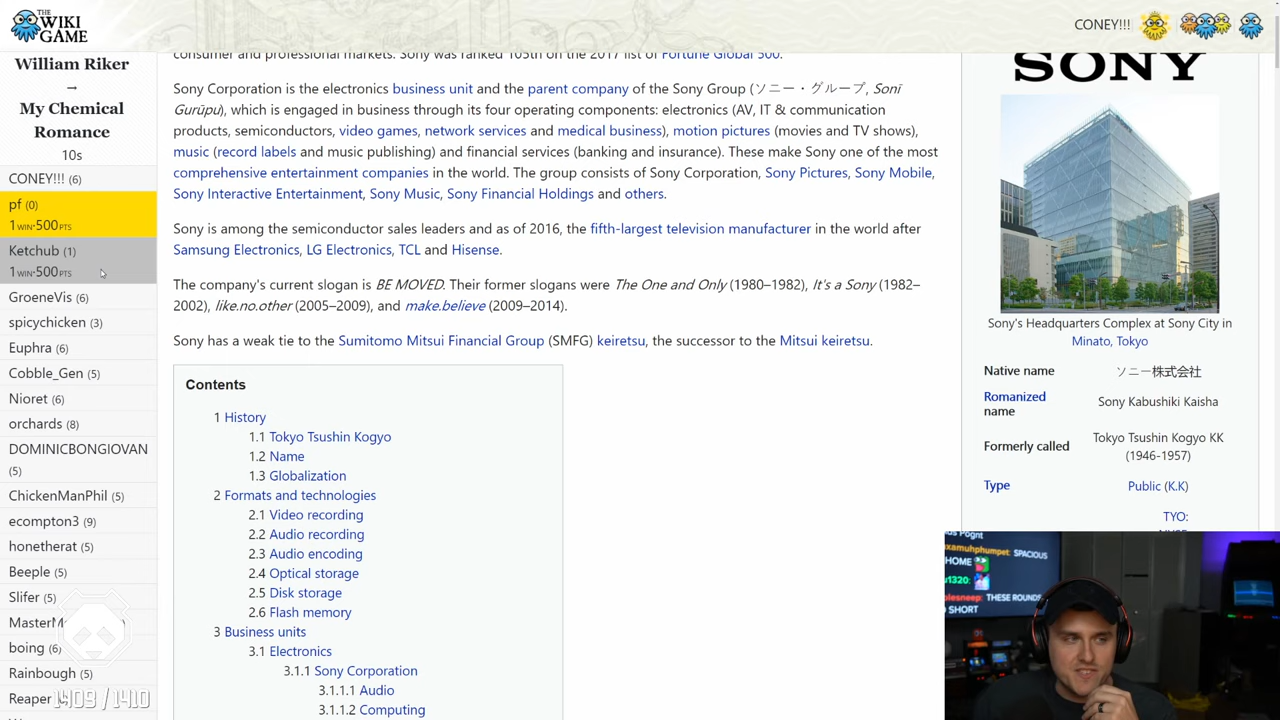 THE
WIKI
GAME
CONEY!!!
William Riker
→
My Chemical
Romance
10s
CONEY!!! (6)
pf (0)
1 WIN · 500 PTS
Ketchub (1)
1 WIN · 500 PTS
GroeneVis (6)
spicychicken (3)
Euphra (6)
Cobble_Gen (5)
Nioret (6)
orchards (8)
DOMINICBONGIOVAN
(5)
ChickenManPhil (5)
ecompton3 (9)
honetherat (5)
Beeple (5)
Slifer (5)
boing (6)
Rainbough (5)
Reaper
1409 / 1410
consumer and professional markets. Sony was ranked 105th on the 2017 list of Fortune Global 500.
Sony Corporation is the electronics business unit and the parent company of the Sony Group (ソニー・グループ, Sonī
Gurūpu), which is engaged in business through its four operating components: electronics (AV, IT & communication
products, semiconductors, video games, network services and medical business), motion pictures (movies and TV shows),
music (record labels and music publishing) and financial services (banking and insurance). These make Sony one of the most
comprehensive entertainment companies in the world. The group consists of Sony Corporation, Sony Pictures, Sony Mobile,
Sony Interactive Entertainment, Sony Music, Sony Financial Holdings and others.
Sony is among the semiconductor sales leaders and as of 2016, the fifth-largest television manufacturer in the world after
Samsung Electronics, LG Electronics, TCL and Hisense.
The company's current slogan is BE MOVED. Their former slogans were The One and Only (1980–1982), It's a Sony (1982–
2002), like.no.other (2005–2009), and make.believe (2009–2014).
Sony has a weak tie to the Sumitomo Mitsui Financial Group (SMFG) keiretsu, the successor to the Mitsui keiretsu.
Contents
1 History
1.1 Tokyo Tsushin Kogyo
1.2 Name
1.3 Globalization
2 Formats and technologies
2.1 Video recording
2.2 Audio recording
2.3 Audio encoding
2.4 Optical storage
2.5 Disk storage
2.6 Flash memory
3 Business units
3.1 Electronics
3.1.1 Sony Corporation
3.1.1.1 Audio
3.1.1.2 Computing
SONY
Sony's Headquarters Complex at Sony City in
Minato, Tokyo
Native name ソニー株式会社
Romanized
name Sony Kabushiki Kaisha
Formerly called Tokyo Tsushin Kogyo KK
(1946-1957)
Type Public (K.K)
TYO:
Pognt
SPACIOUS
HOME
1320:
THESE ROUNDS
SHORT